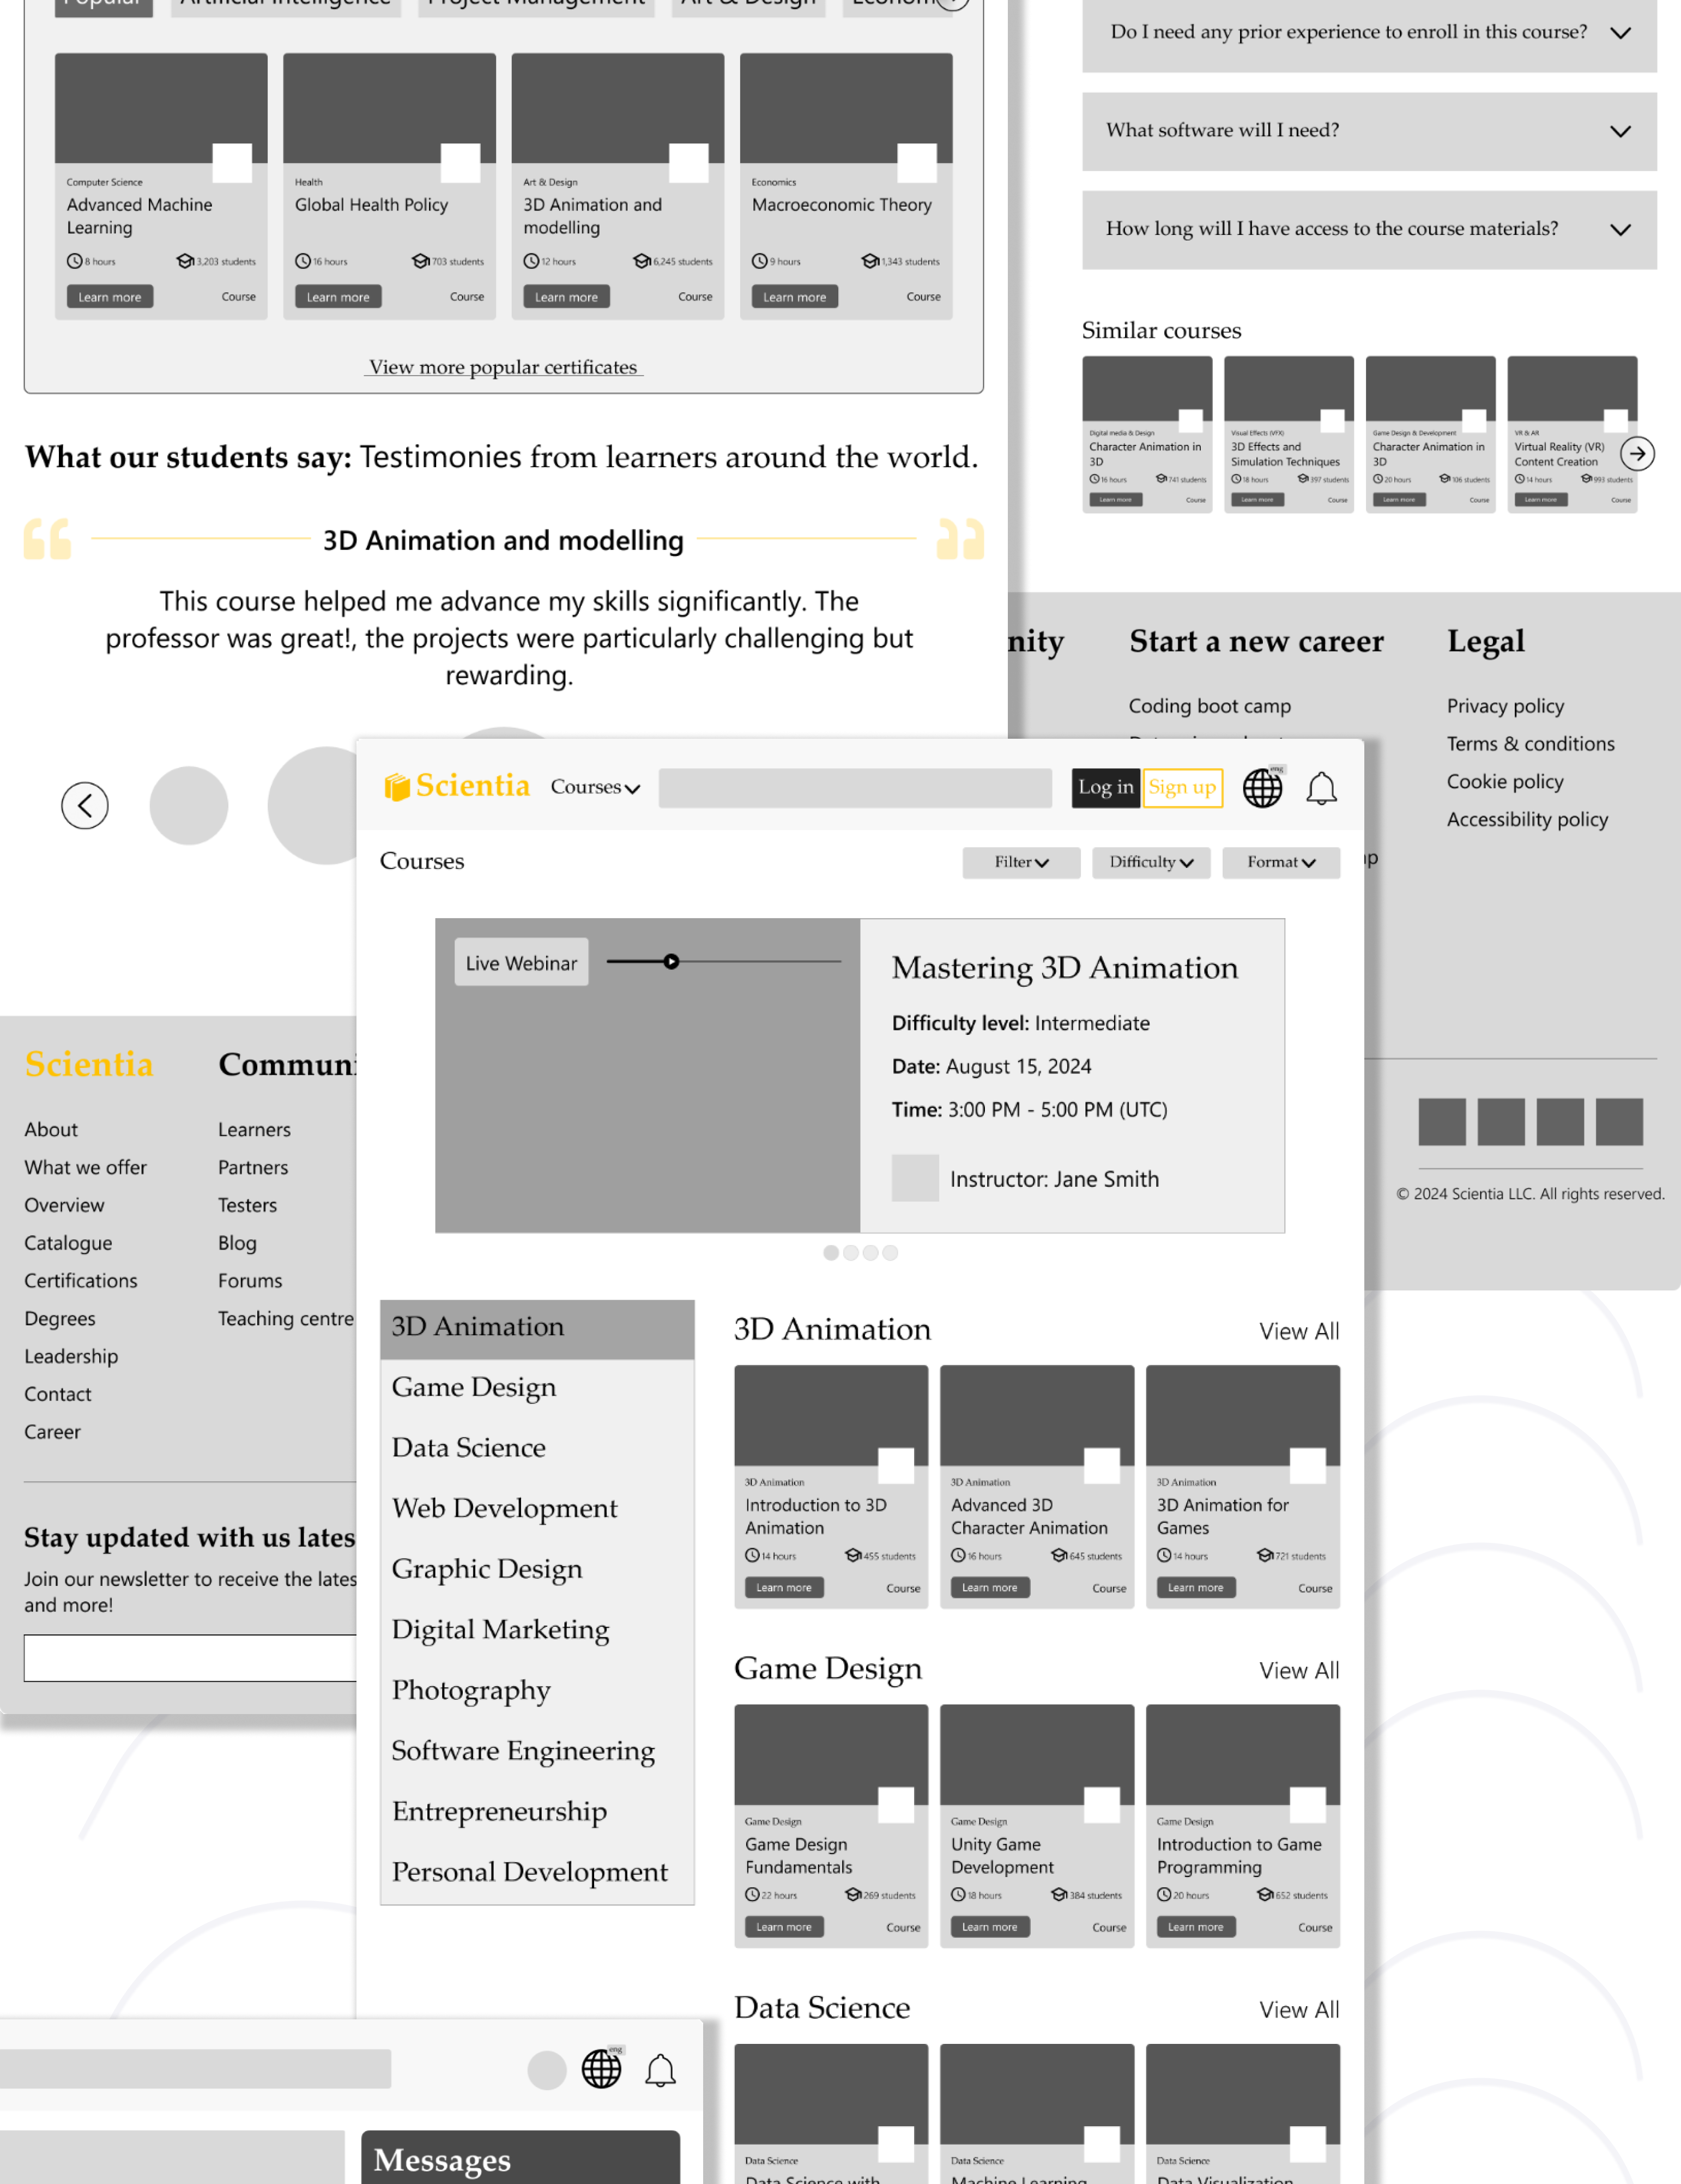 Popular
Artificial Intelligence
Project Management
Art & Design
Econom
Computer Science
Advanced Machine
Learning
8 hours
3,203 students
Learn more
Course
Health
Global Health Policy
16 hours
703 students
Learn more
Course
Art & Design
3D Animation and
modelling
12 hours
6,245 students
Learn more
Course
Economics
Macroeconomic Theory
9 hours
1,343 students
Learn more
Course
View more popular certificates
What our students say: Testimonies from learners around the world.
3D Animation and modelling
This course helped me advance my skills significantly. The
professor was great!, the projects were particularly challenging but
rewarding.
Do I need any prior experience to enroll in this course?
What software will I need?
How long will I have access to the course materials?
Similar courses
Digital media & Design
Character Animation in
3D
16 hours
741 students
Learn more
Course
Visual Effects (VFX)
3D Effects and
Simulation Techniques
18 hours
397 students
Learn more
Course
Game Design & Development
Character Animation in
3D
20 hours
106 students
Learn more
Course
VR & AR
Virtual Reality (VR)
Content Creation
14 hours
993 students
Learn more
Course
nity
Start a new career
Coding boot camp
Legal
Privacy policy
Terms & conditions
Cookie policy
Accessibility policy
p
© 2024 Scientia LLC. All rights reserved.
Scientia
About
What we offer
Overview
Catalogue
Certifications
Degrees
Leadership
Contact
Career
Communi
Learners
Partners
Testers
Blog
Forums
Teaching centre
Stay updated with us lates
Join our newsletter to receive the lates
and more!
Scientia
Courses
Log in
Sign up
eng
Courses
Filter
Difficulty
Format
Live Webinar
Mastering 3D Animation
Difficulty level: Intermediate
Date: August 15, 2024
Time: 3:00 PM - 5:00 PM (UTC)
Instructor: Jane Smith
3D Animation
Game Design
Data Science
Web Development
Graphic Design
Digital Marketing
Photography
Software Engineering
Entrepreneurship
Personal Development
3D Animation
View All
3D Animation
Introduction to 3D
Animation
14 hours
455 students
Learn more
Course
3D Animation
Advanced 3D
Character Animation
16 hours
645 students
Learn more
Course
3D Animation
3D Animation for
Games
14 hours
721 students
Learn more
Course
Game Design
View All
Game Design
Game Design
Fundamentals
22 hours
269 students
Learn more
Course
Game Design
Unity Game
Development
18 hours
384 students
Learn more
Course
Game Design
Introduction to Game
Programming
20 hours
652 students
Learn more
Course
Data Science
View All
Data Science
Data Science with
Data Science
Machine Learning
Data Science
Data Visualization
eng
Messages